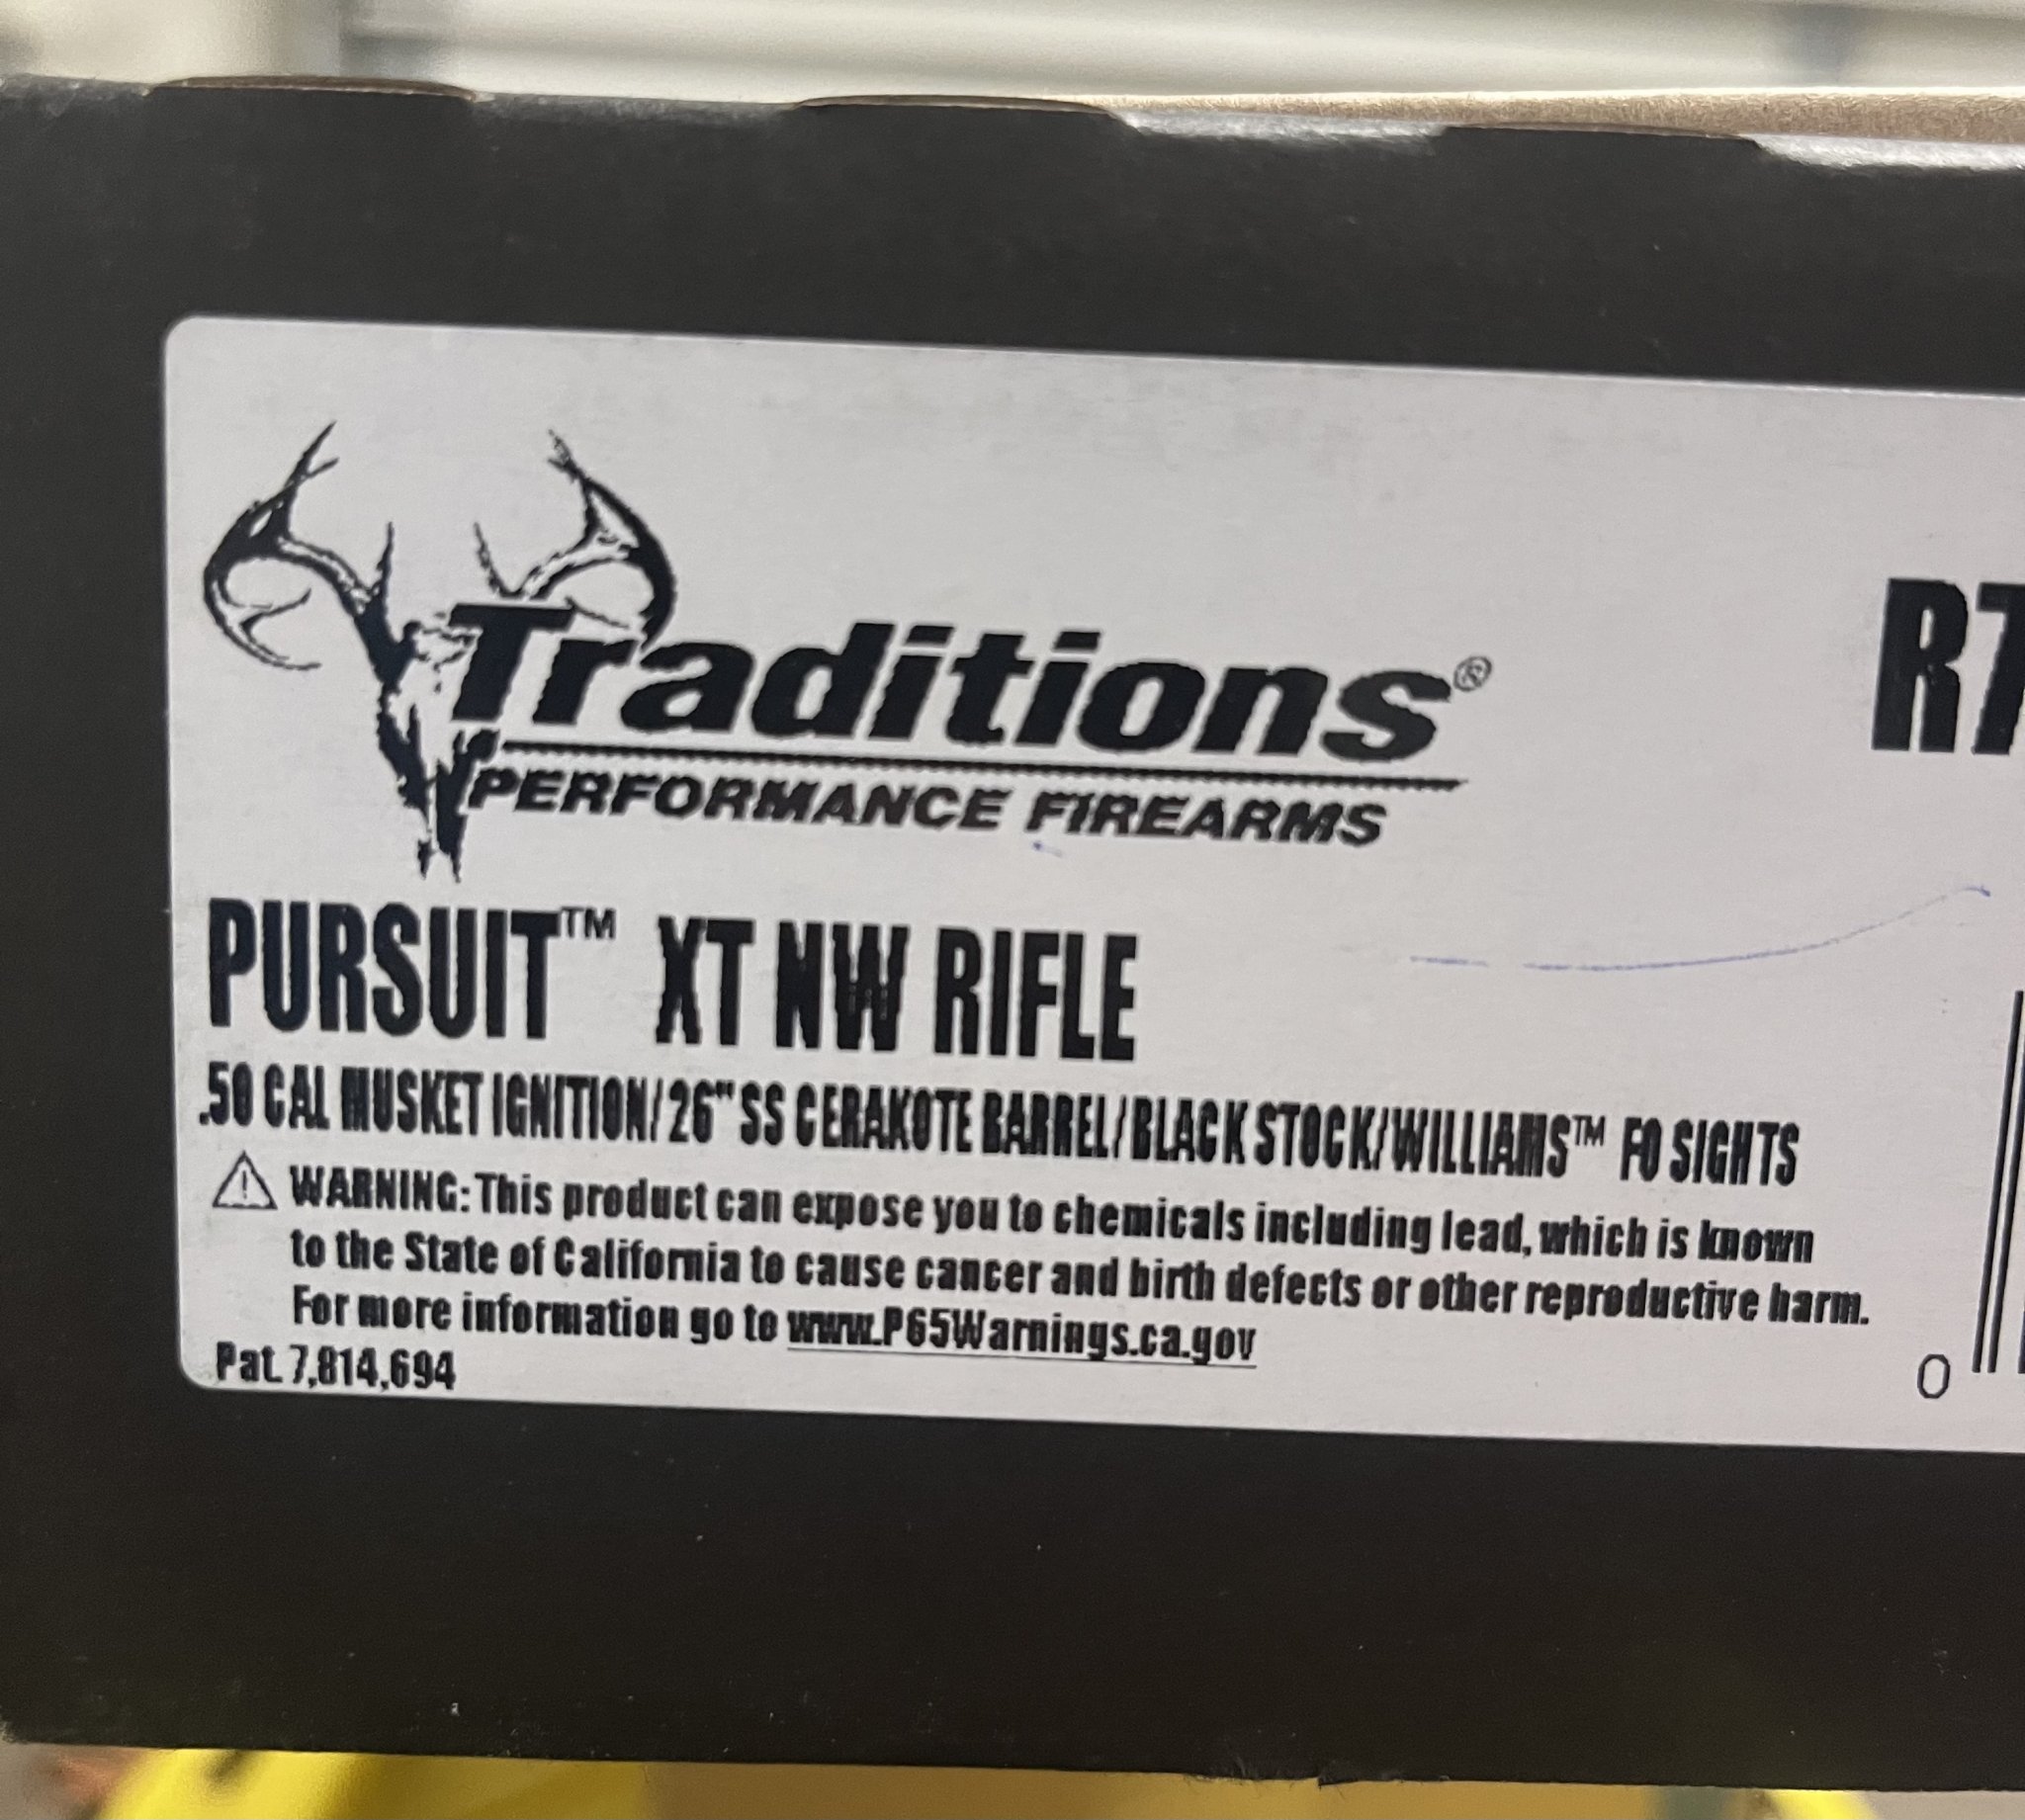 Traditions®
PERFORMANCE FIREARMS
PURSUIT™ XT NW RIFLE
.50 CAL MUSKET IGNITION/26" SS CERAKOTE BARREL/BLACK STOCK/WILLIAMS™ FO SIGHTS
⚠ WARNING: This product can expose you to chemicals including lead, which is known
to the State of California to cause cancer and birth defects or other reproductive harm.
For more information go to www.P65Warnings.ca.gov
Pat. 7,814,694
0